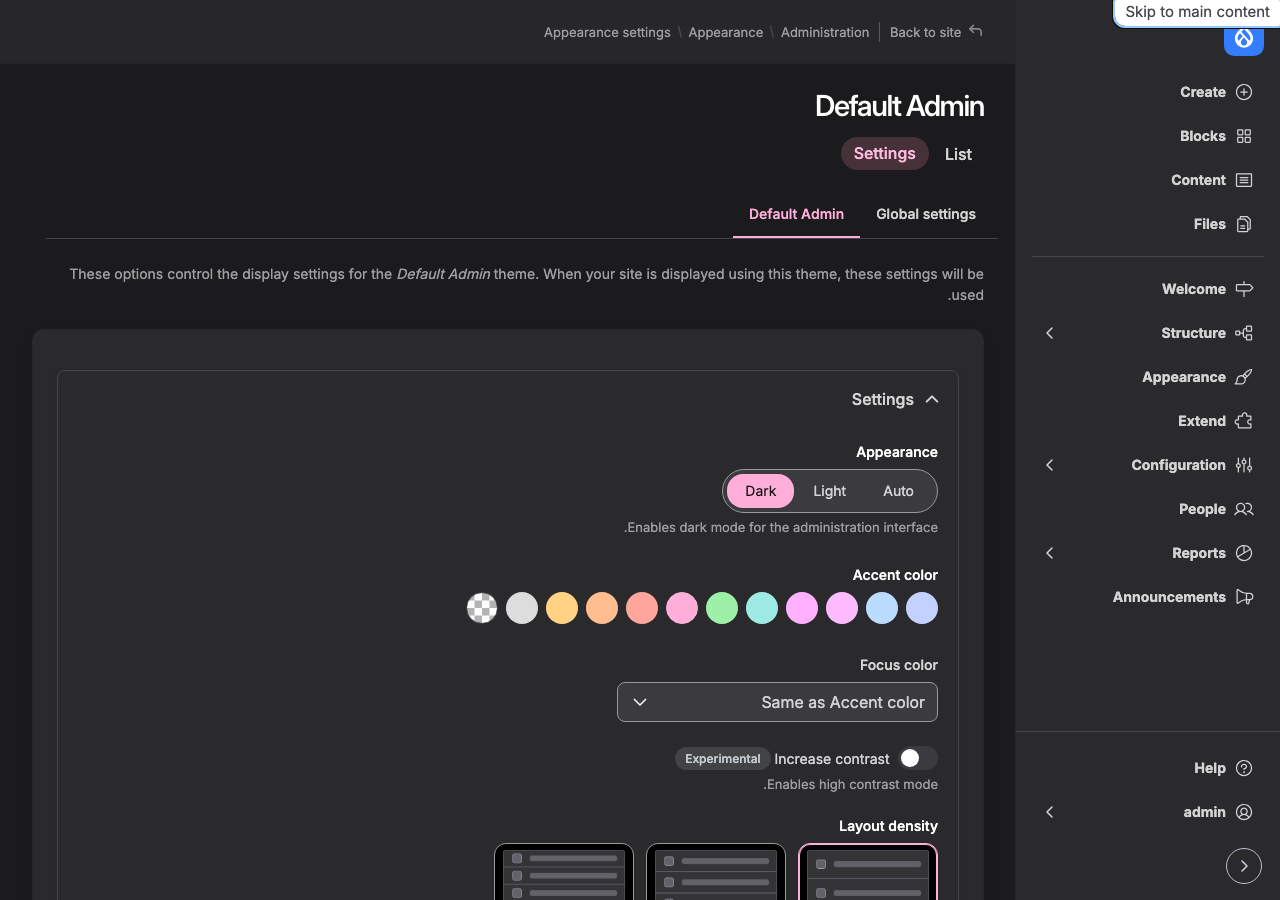 Skip to main content
Create
Blocks
Content
Files
Welcome
Structure
Appearance
Extend
Configuration
People
Reports
Announcements
Help
admin
Back to site
Administration \ Appearance \ Appearance settings
Default Admin
List
Settings
Global settings
Default Admin
These options control the display settings for the Default Admin theme. When your site is displayed using this theme, these settings will be
.used
Settings
Appearance
Auto
Light
Dark
.Enables dark mode for the administration interface
Accent color
Focus color
Same as Accent color
Increase contrast
Experimental
.Enables high contrast mode
Layout density